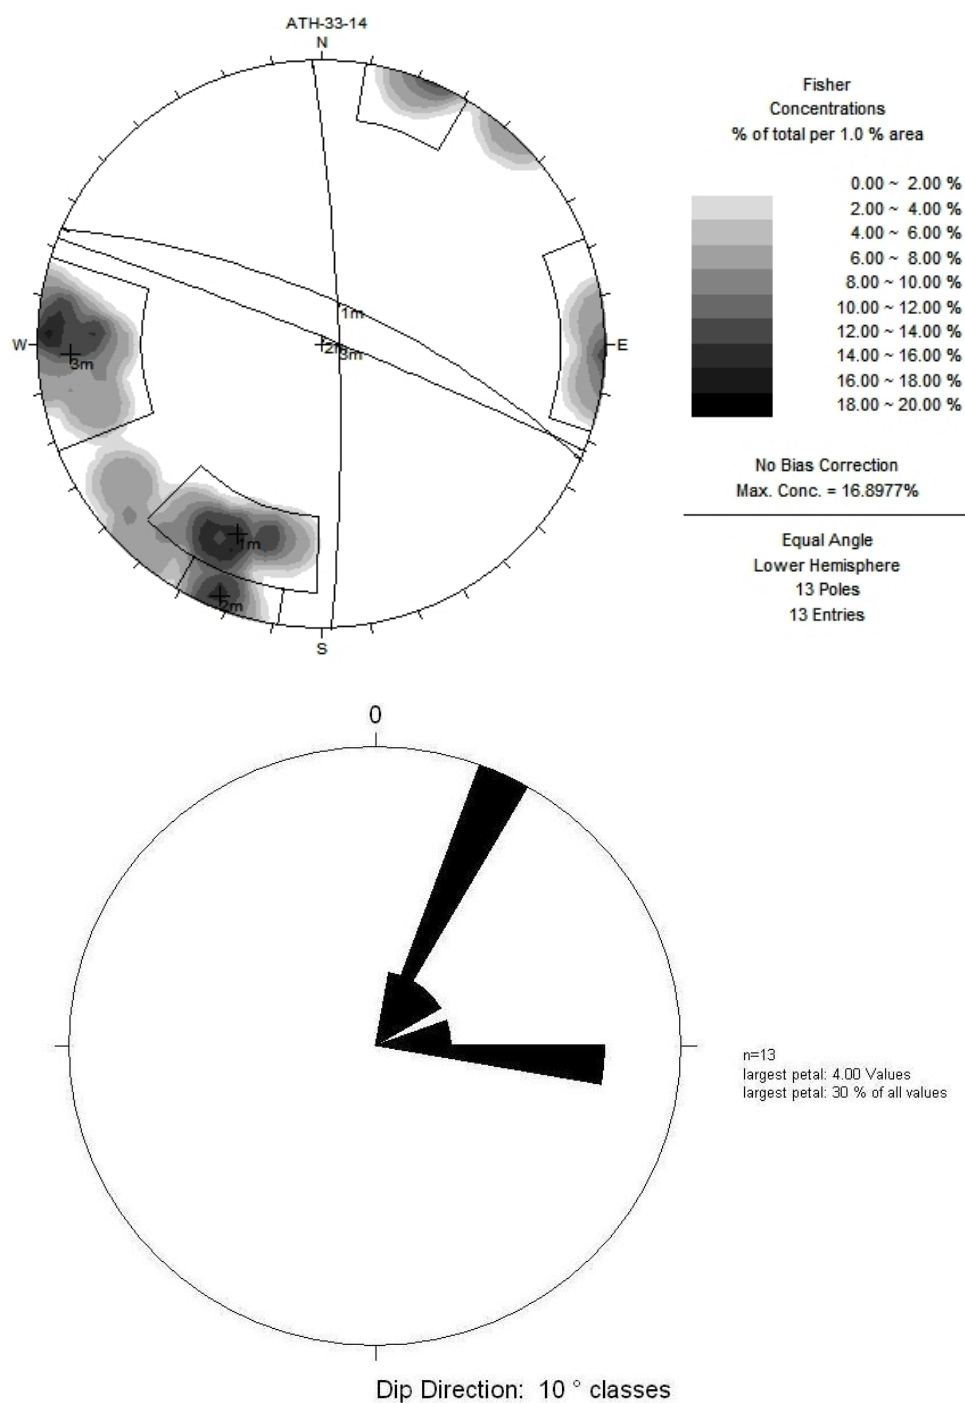 ATH-33-14
N
W
E
S
1m
2m
3m
3m
1m
2m
Fisher
Concentrations
% of total per 1.0 % area
0.00 ~ 2.00 %
2.00 ~ 4.00 %
4.00 ~ 6.00 %
6.00 ~ 8.00 %
8.00 ~ 10.00 %
10.00 ~ 12.00 %
12.00 ~ 14.00 %
14.00 ~ 16.00 %
16.00 ~ 18.00 %
18.00 ~ 20.00 %
No Bias Correction
Max. Conc. = 16.8977%
Equal Angle
Lower Hemisphere
13 Poles
13 Entries
0
n=13
largest petal: 4.00 Values
largest petal: 30 % of all values
Dip Direction: 10 ° classes